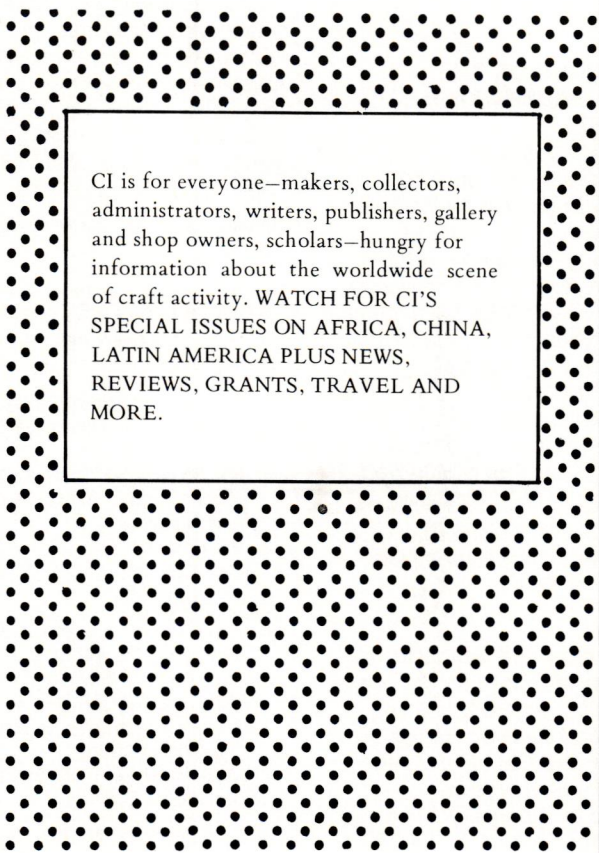 CI is for everyone—makers, collectors,
administrators, writers, publishers, gallery
and shop owners, scholars—hungry for
information about the worldwide scene
of craft activity. WATCH FOR CI'S
SPECIAL ISSUES ON AFRICA, CHINA,
LATIN AMERICA PLUS NEWS,
REVIEWS, GRANTS, TRAVEL AND
MORE.